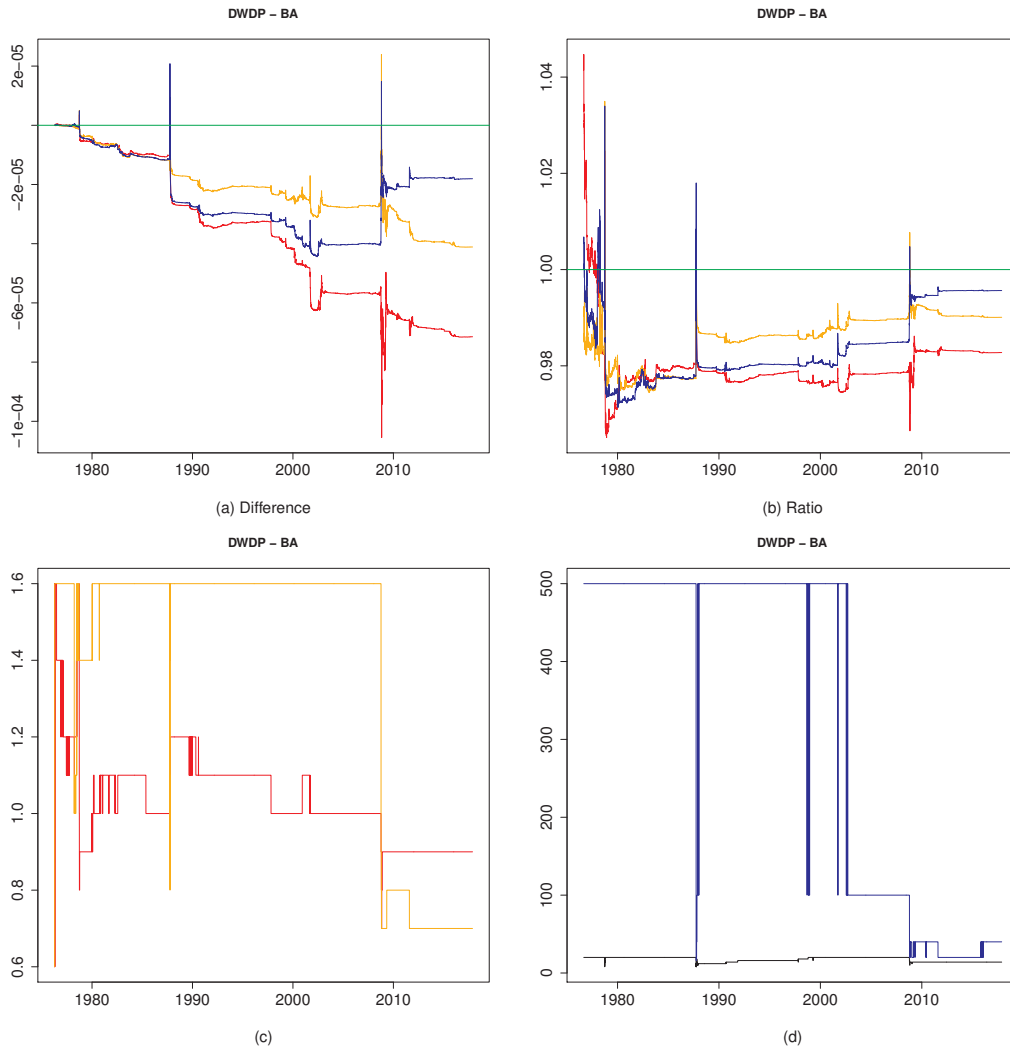 DWDP − BA
2e−05
−2e−05
−6e−05
−1e−04
1980 1990 2000 2010
(a) Difference
DWDP − BA
1.04
1.02
1.00
0.98
1980 1990 2000 2010
(b) Ratio
DWDP − BA
1.6
1.4
1.2
1.0
0.8
0.6
1980 1990 2000 2010
(c)
DWDP − BA
500
400
300
200
100
0
1980 1990 2000 2010
(d)